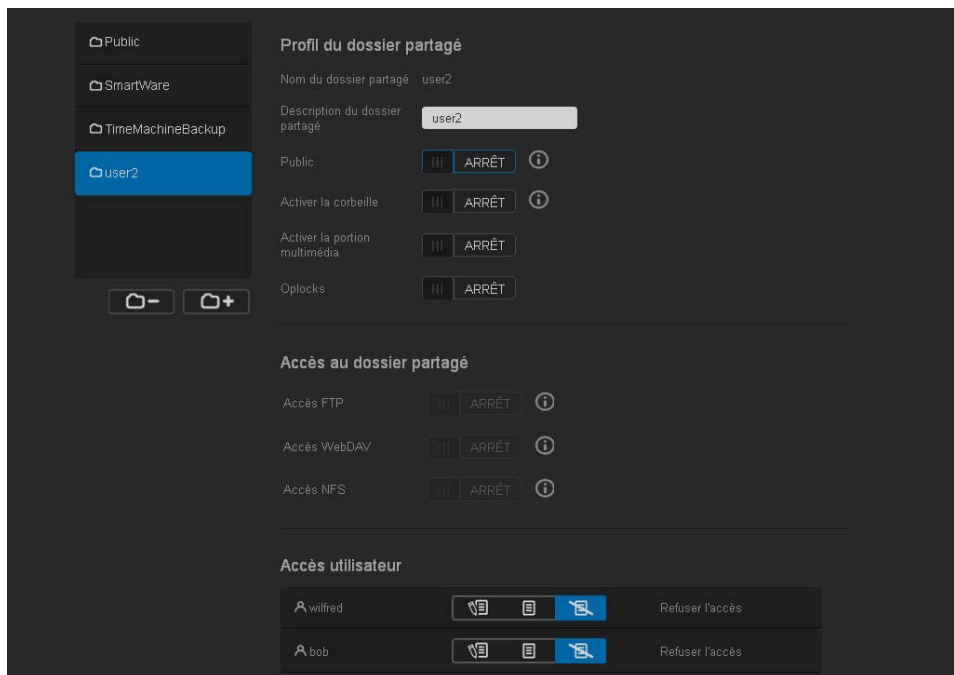 Public
SmartWare
TimeMachineBackup
user2
Profil du dossier partagé
Nom du dossier partagé user2
Description du dossier
partagé
user2
Public ARRÊT
Activer la corbeille ARRÊT
Activer la portion
multimédia
ARRÊT
Oplocks ARRÊT
Accès au dossier partagé
Accès FTP ARRÊT
Accès WebDAV ARRÊT
Accès NFS ARRÊT
Accès utilisateur
wilfred Refuser l'accès
bob Refuser l'accès